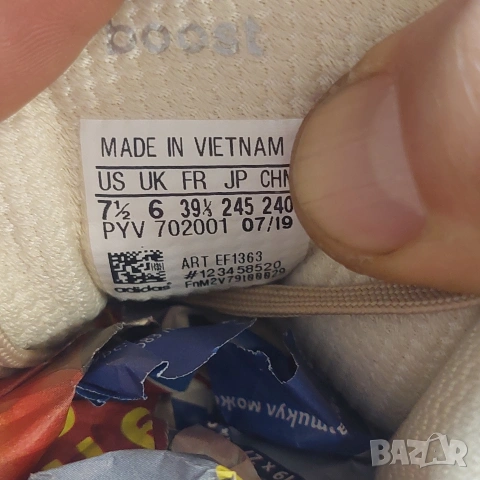 boost
MADE IN VIETNAM
US UK FR JP CHN
7½ 6 39⅓ 245 240
PYV 702001 07/19
ART EF1363
#123458520
adidas
BAZAR